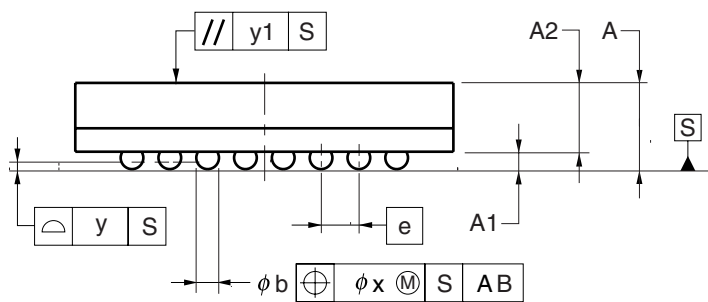 // y1 S
A2
A
S
⌓ y S
A1
e
φb ⌖ φx Ⓜ S AB